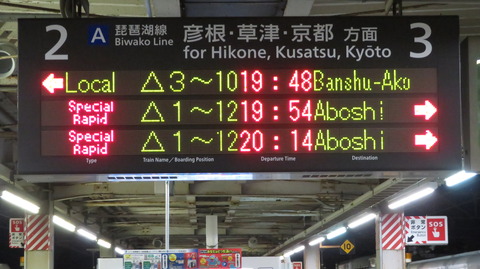 2 A 琵琶湖線 Biwako Line 彦根・草津・京都 方面 for Hikone, Kusatsu, Kyōto 3
← Local △ 3～10 19:48 Banshu-Ako
Special Rapid △ 1～12 19:54 Aboshi →
Special Rapid △ 1～12 20:14 Aboshi →
Type Train Name / Boarding Position Departure Time Destination
SOS
SOS
10